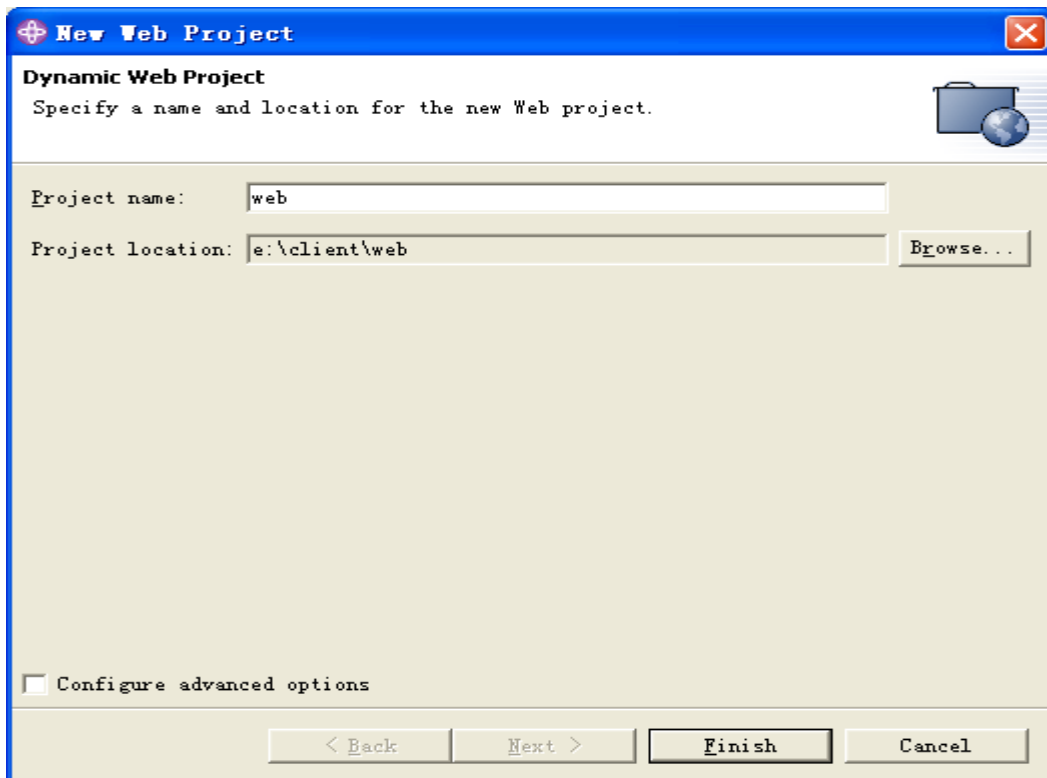 New Web Project
Dynamic Web Project
Specify a name and location for the new Web project.
Project name: web
Project location: e:\client\web Browse...
Configure advanced options
< Back Next > Finish Cancel